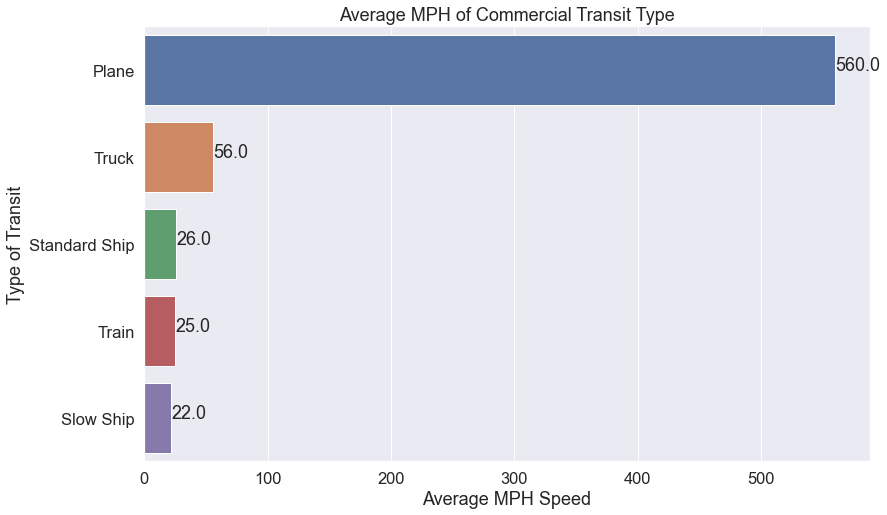 Average MPH of Commercial Transit Type
Plane
560.0
Truck
56.0
Standard Ship
26.0
Train
25.0
Slow Ship
22.0
Type of Transit
0 100 200 300 400 500
Average MPH Speed